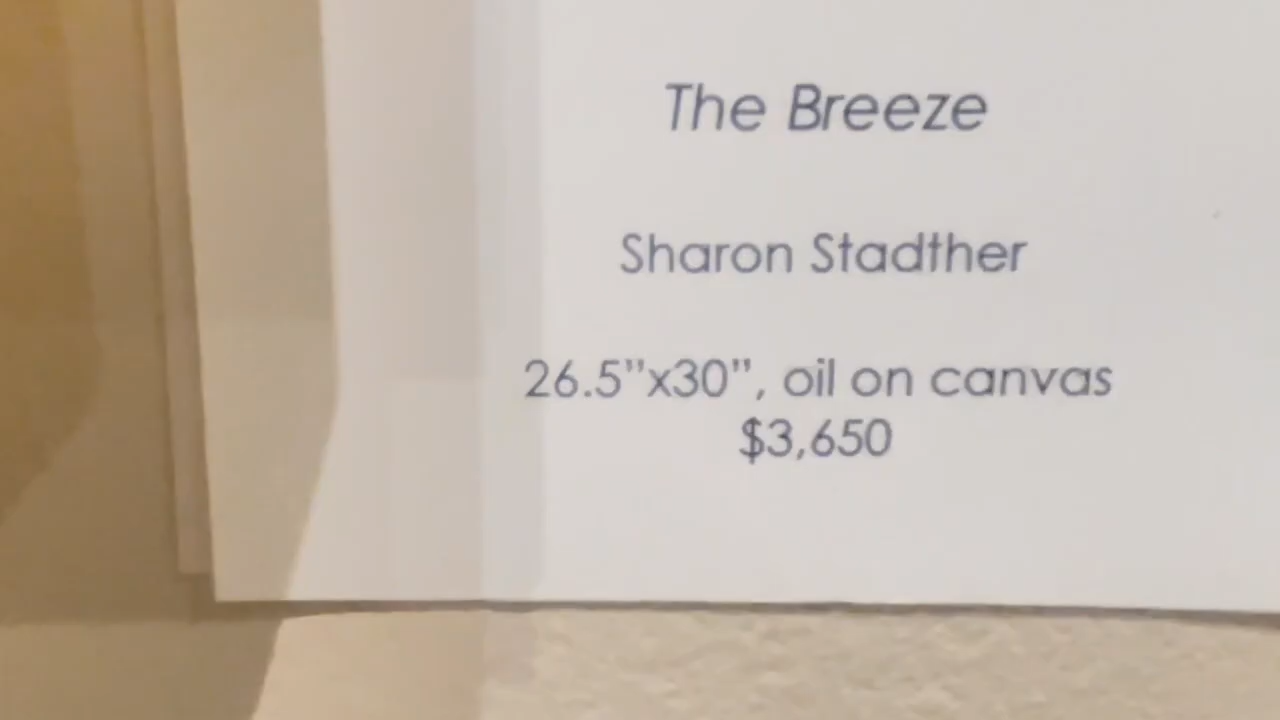 The Breeze
Sharon Stadther
26.5”x30”, oil on canvas
$3,650